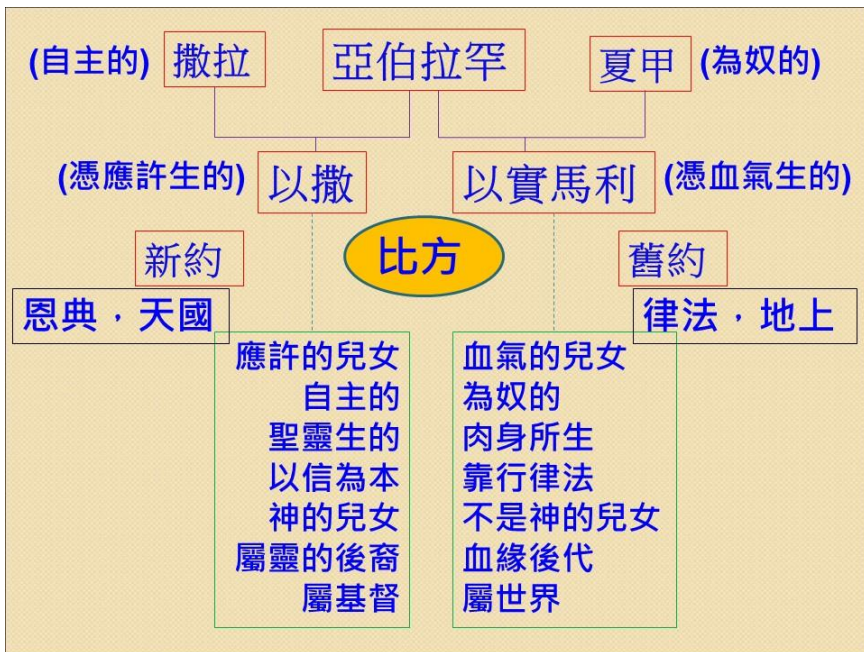 (自主的) 撒拉 亞伯拉罕 夏甲 (為奴的)
(憑應許生的) 以撒 以實馬利 (憑血氣生的)
比方
新約 舊約
恩典，天國 律法，地上
應許的兒女 血氣的兒女
自主的 為奴的
聖靈生的 肉身所生
以信為本 靠行律法
神的兒女 不是神的兒女
屬靈的後裔 血緣後代
屬基督 屬世界